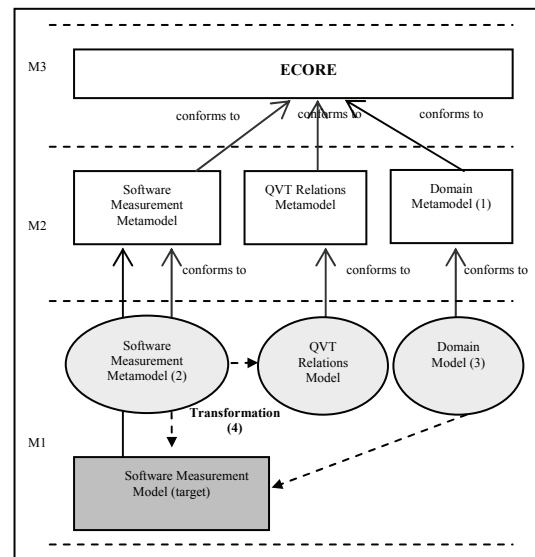 M3
ECORE
conforms to
conforms to
conforms to
M2
Software
Measurement
Metamodel
QVT Relations
Metamodel
Domain
Metamodel (1)
conforms to
conforms to
conforms to
M1
Software
Measurement
Metamodel (2)
QVT
Relations
Model
Domain
Model (3)
Transformation
(4)
Software Measurement
Model (target)